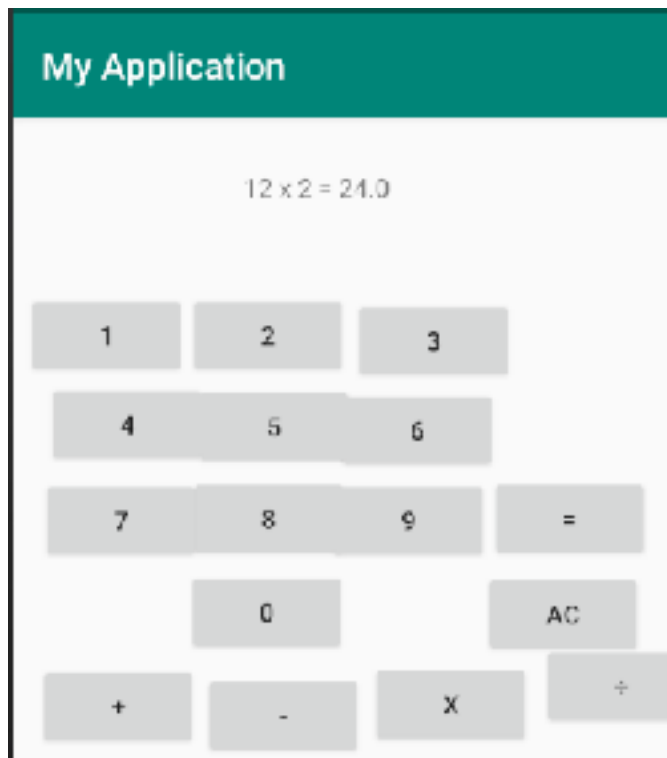 My Application
12 x 2 = 24.0
1 2 3
4 5 6
7 8 9 =
0 AC
+ - X ÷